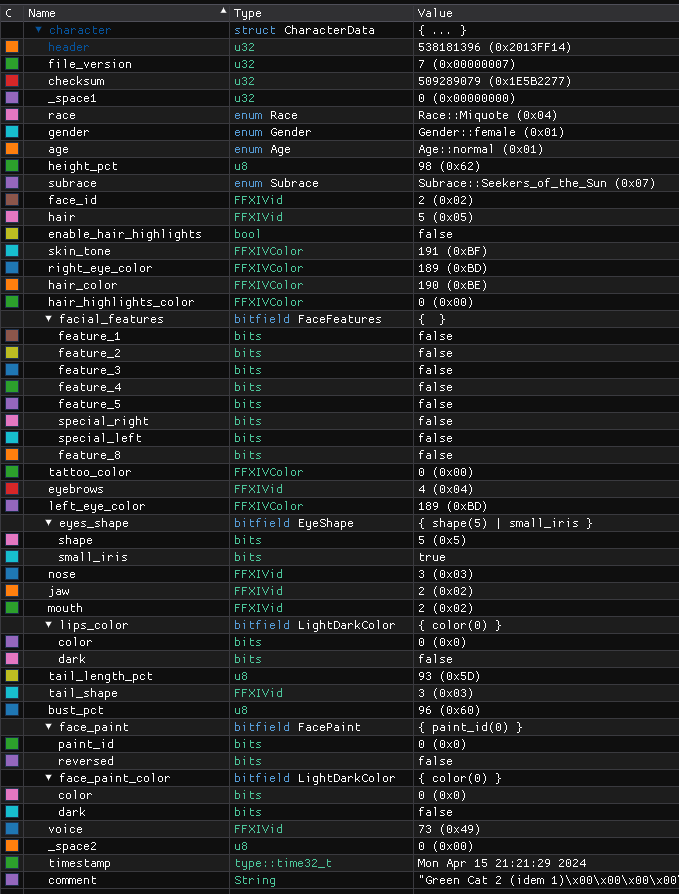 C Name ▲ Type Value
▼ character struct CharacterData { ... }
header u32 538181396 (0x2013FF14)
file_version u32 7 (0x00000007)
checksum u32 509289079 (0x1E5B2277)
_space1 u32 0 (0x00000000)
race enum Race Race::Miquote (0x04)
gender enum Gender Gender::female (0x01)
age enum Age Age::normal (0x01)
height_pct u8 98 (0x62)
subrace enum Subrace Subrace::Seekers_of_the_Sun (0x07)
face_id FFXIVid 2 (0x02)
hair FFXIVid 5 (0x05)
enable_hair_highlights bool false
skin_tone FFXIVColor 191 (0xBF)
right_eye_color FFXIVColor 189 (0xBD)
hair_color FFXIVColor 190 (0xBE)
hair_highlights_color FFXIVColor 0 (0x00)
▼ facial_features bitfield FaceFeatures { }
feature_1 bits false
feature_2 bits false
feature_3 bits false
feature_4 bits false
feature_5 bits false
special_right bits false
special_left bits false
feature_8 bits false
tattoo_color FFXIVColor 0 (0x00)
eyebrows FFXIVid 4 (0x04)
left_eye_color FFXIVColor 189 (0xBD)
▼ eyes_shape bitfield EyeShape { shape(5) | small_iris }
shape bits 5 (0x5)
small_iris bits true
nose FFXIVid 3 (0x03)
jaw FFXIVid 2 (0x02)
mouth FFXIVid 2 (0x02)
▼ lips_color bitfield LightDarkColor { color(0) }
color bits 0 (0x0)
dark bits false
tail_length_pct u8 93 (0x5D)
tail_shape FFXIVid 3 (0x03)
bust_pct u8 96 (0x60)
▼ face_paint bitfield FacePaint { paint_id(0) }
paint_id bits 0 (0x0)
reversed bits false
▼ face_paint_color bitfield LightDarkColor { color(0) }
color bits 0 (0x0)
dark bits false
voice FFXIVid 73 (0x49)
_space2 u8 0 (0x00)
timestamp type::time32_t Mon Apr 15 21:21:29 2024
comment String "Green Cat 2 (idem 1)\x00\x00\x00\x00